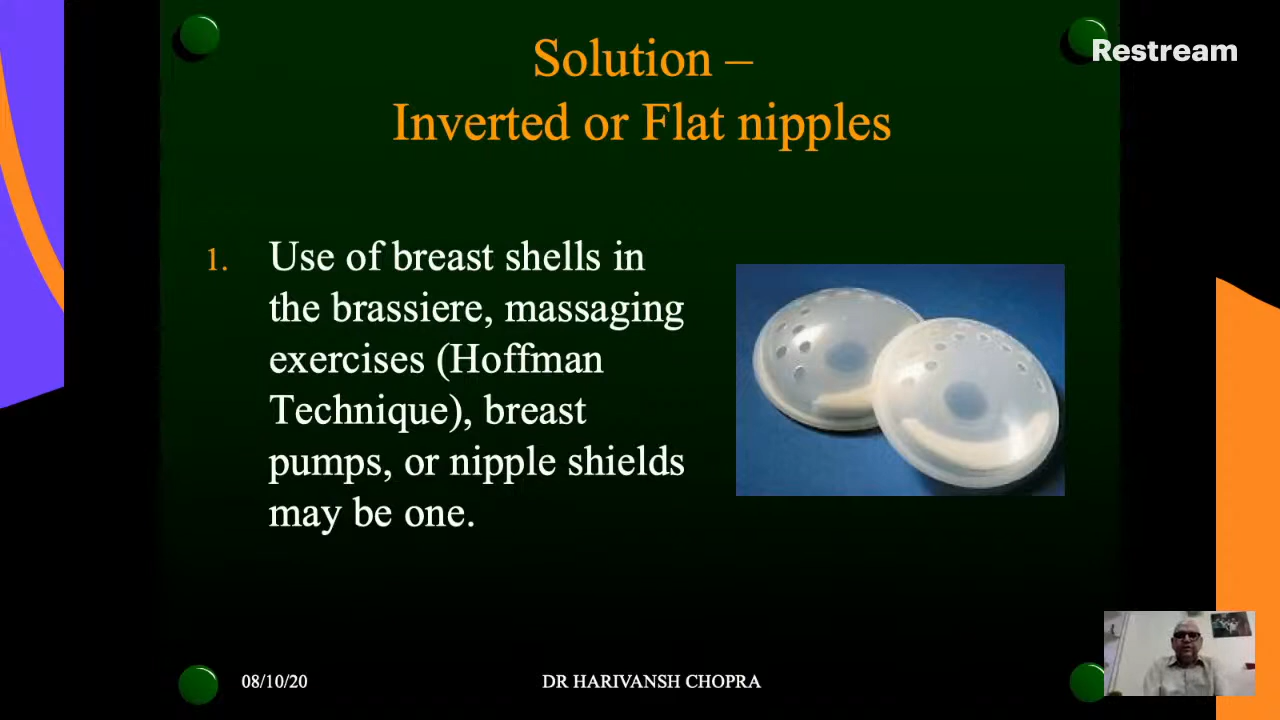 Solution –
Inverted or Flat nipples
Restream
1. Use of breast shells in
the brassiere, massaging
exercises (Hoffman
Technique), breast
pumps, or nipple shields
may be one.
08/10/20
DR HARIVANSH CHOPRA